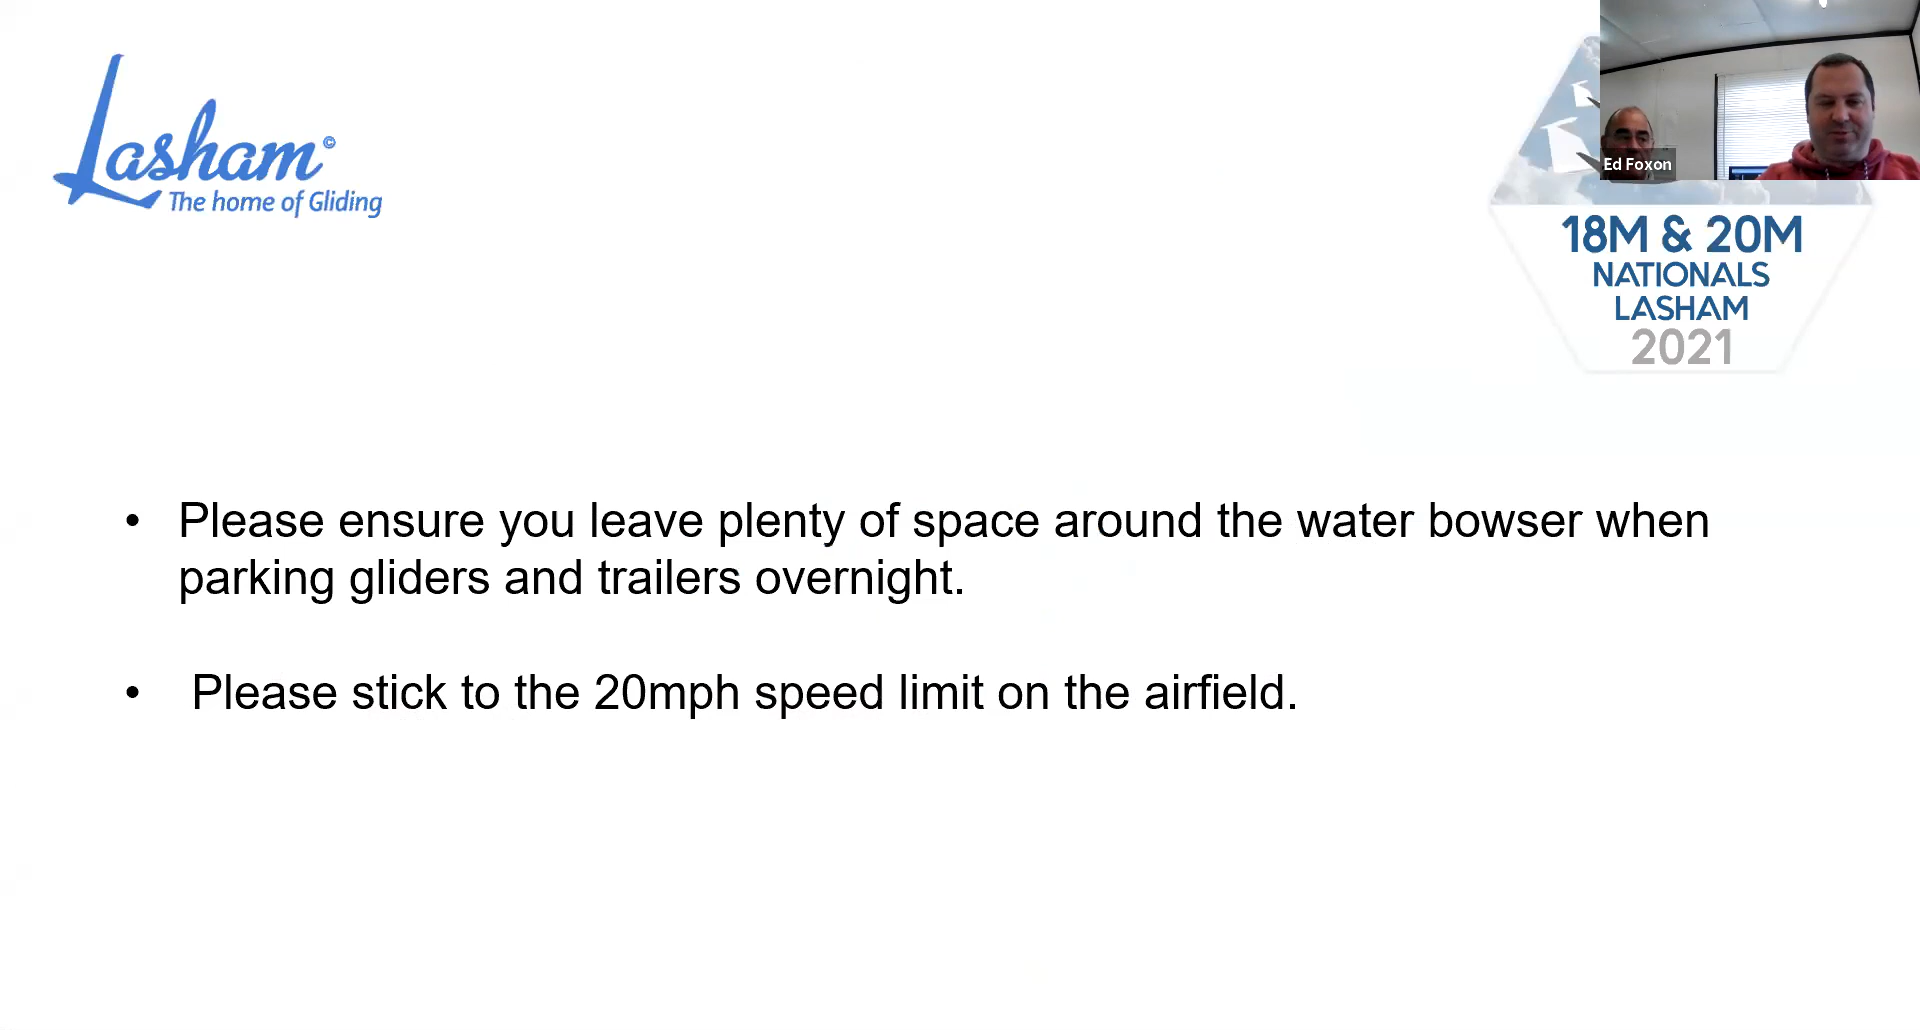 Lasham©
The home of Gliding
Ed Foxon
18M & 20M
NATIONALS
LASHAM
2021
• Please ensure you leave plenty of space around the water bowser when
parking gliders and trailers overnight.
• Please stick to the 20mph speed limit on the airfield.